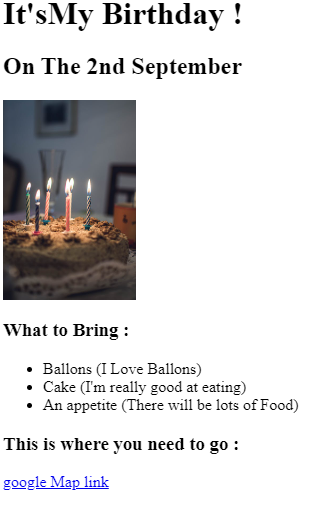 It'sMy Birthday !
On The 2nd September
What to Bring :
Ballons (I Love Ballons)
Cake (I'm really good at eating)
An appetite (There will be lots of Food)
This is where you need to go :
google Map link